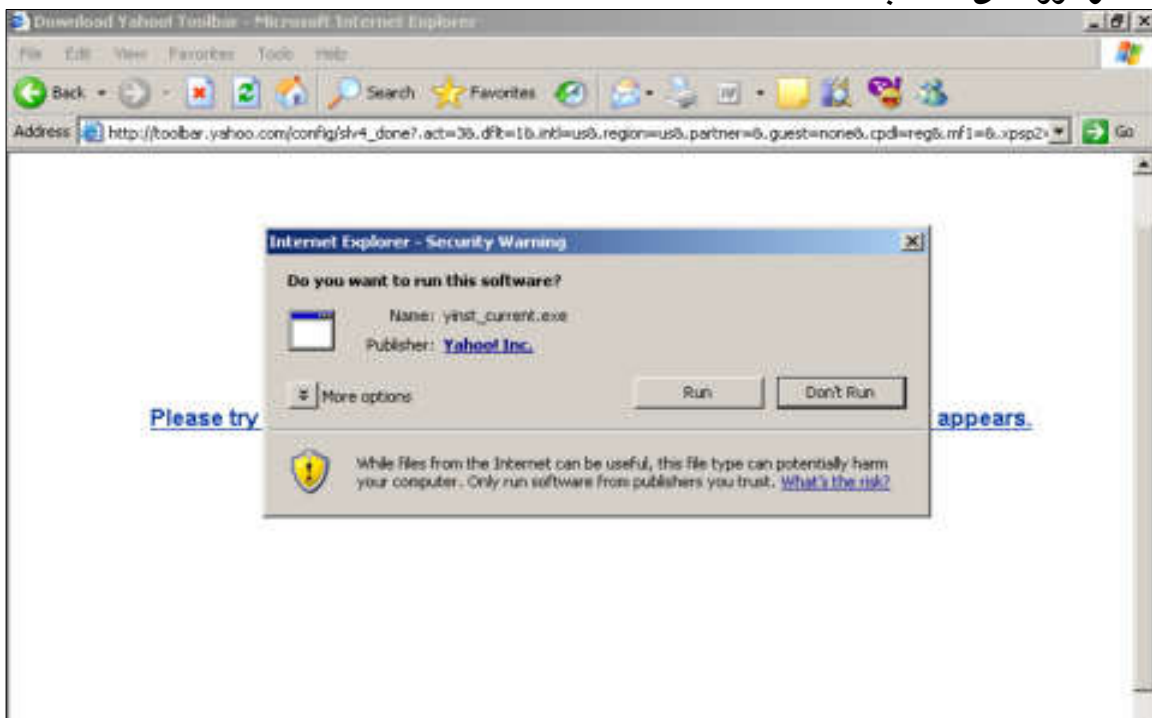 Download Yahoo! Toolbar - Microsoft Internet Explorer
File Edit View Favorites Tools Help
Back Search Favorites
Address http://toolbar.yahoo.com/config/slv4_done?.act=3&.dflt=1&.intl=us&.region=us&.partner=&.guest=none&.cpdl=reg&.mf1=&.xpsp2= Go
Internet Explorer - Security Warning
Do you want to run this software?
Name: yinst_current.exe
Publisher: Yahoo! Inc.
More options Run Don't Run
Please try appears.
While files from the Internet can be useful, this file type can potentially harm
your computer. Only run software from publishers you trust. What's the risk?